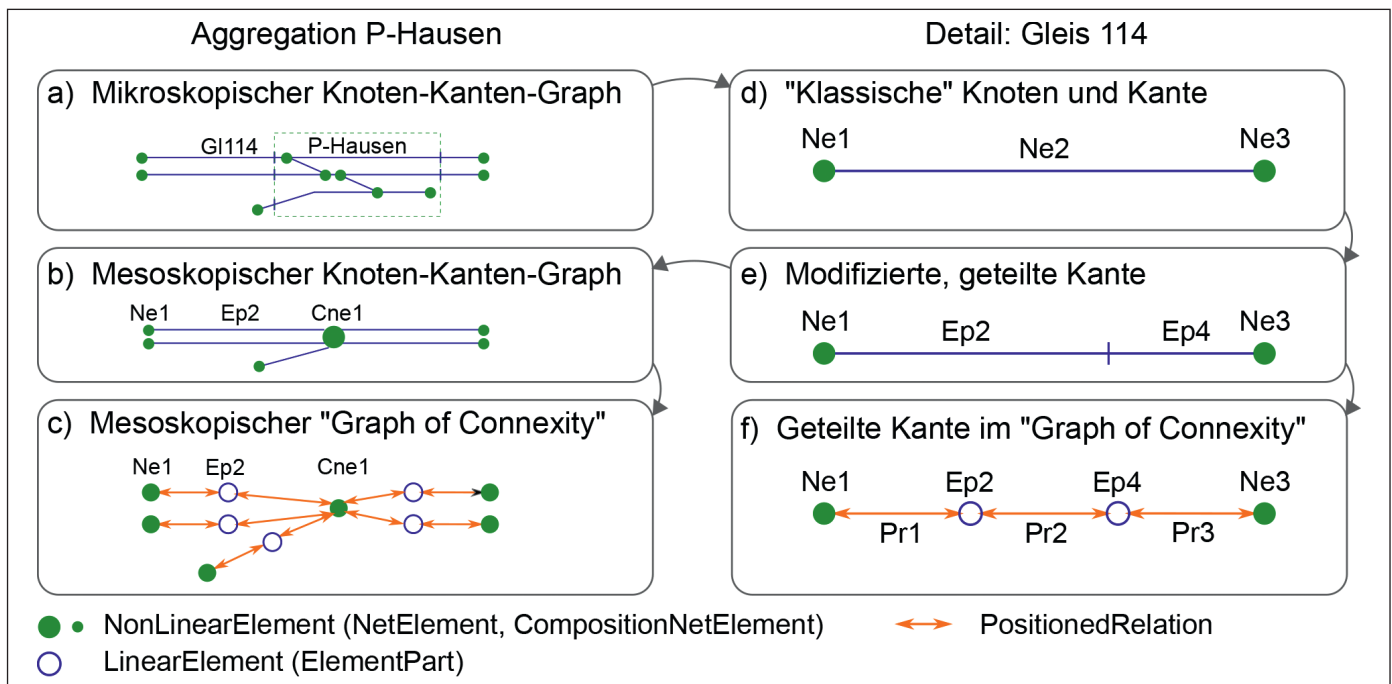 Aggregation P-Hausen
Detail: Gleis 114
a) Mikroskopischer Knoten-Kanten-Graph
Gl114
P-Hausen
b) Mesoskopischer Knoten-Kanten-Graph
Ne1 Ep2 Cne1
c) Mesoskopischer "Graph of Connexity"
Ne1 Ep2 Cne1
d) "Klassische" Knoten und Kante
Ne1 Ne2 Ne3
e) Modifizierte, geteilte Kante
Ne1 Ep2 Ep4 Ne3
f) Geteilte Kante im "Graph of Connexity"
Ne1 Ep2 Ep4 Ne3
Pr1 Pr2 Pr3
NonLinearElement (NetElement, CompositionNetElement)
PositionedRelation
LinearElement (ElementPart)